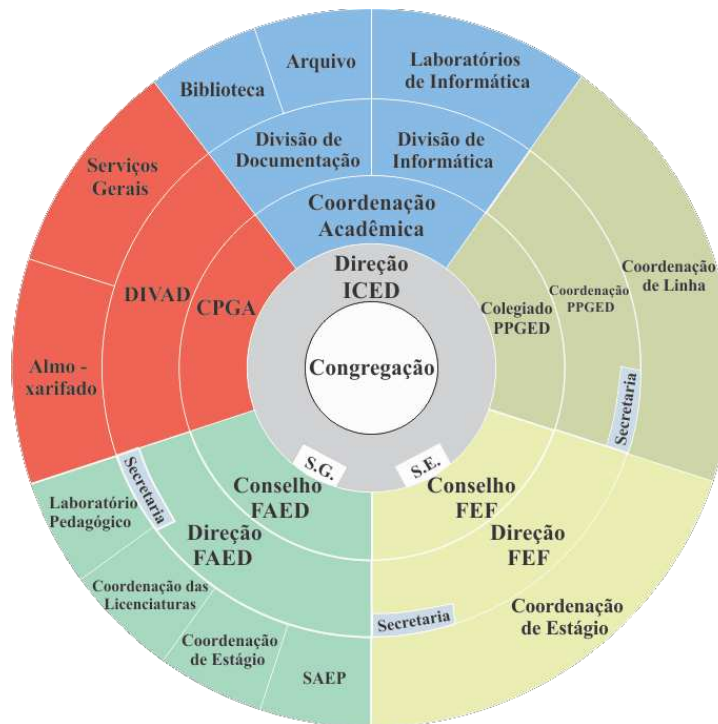 Biblioteca
Arquivo
Laboratórios
de Informática
Divisão de
Documentação
Divisão de
Informática
Coordenação
Acadêmica
Serviços
Gerais
DIVAD
CPGA
Almo -
xarifado
Direção
ICED
Congregação
S.G.
S.E.
Colegiado
PPGED
Coordenação
PPGED
Coordenação
de Linha
Secretaria
Conselho
FAED
Direção
FAED
Secretaria
Laboratório
Pedagógico
Coordenação das
Licenciaturas
Coordenação
de Estágio
SAEP
Conselho
FEF
Direção
FEF
Secretaria
Coordenação
de Estágio